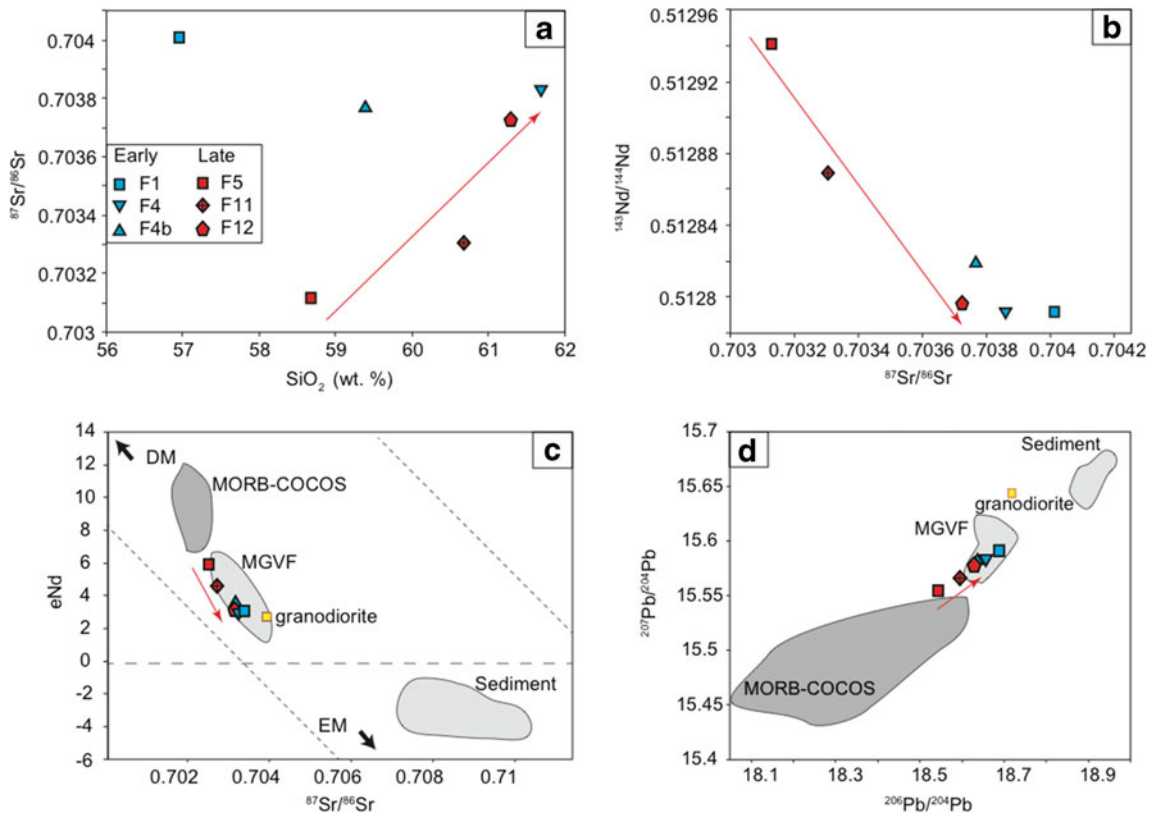 a
0.704
0.7038
0.7036
0.7034
0.7032
0.703
⁸⁷Sr/⁸⁶Sr
Early Late
F1 F5
F4 F11
F4b F12
56 57 58 59 60 61 62
SiO₂ (wt. %)
b
0.51296
0.51292
0.51288
0.51284
0.5128
¹⁴³Nd/¹⁴⁴Nd
0.703 0.7032 0.7034 0.7036 0.7038 0.704 0.7042
⁸⁷Sr/⁸⁶Sr
c
14
12
10
8
6
4
2
0
-2
-4
-6
eNd
DM
MORB-COCOS
MGVF
granodiorite
Sediment
EM
0.702 0.704 0.706 0.708 0.71
⁸⁷Sr/⁸⁶Sr
d
15.7
15.65
15.6
15.55
15.5
15.45
15.4
²⁰⁷Pb/²⁰⁴Pb
Sediment
granodiorite
MGVF
MORB-COCOS
18.1 18.3 18.5 18.7 18.9
²⁰⁶Pb/²⁰⁴Pb